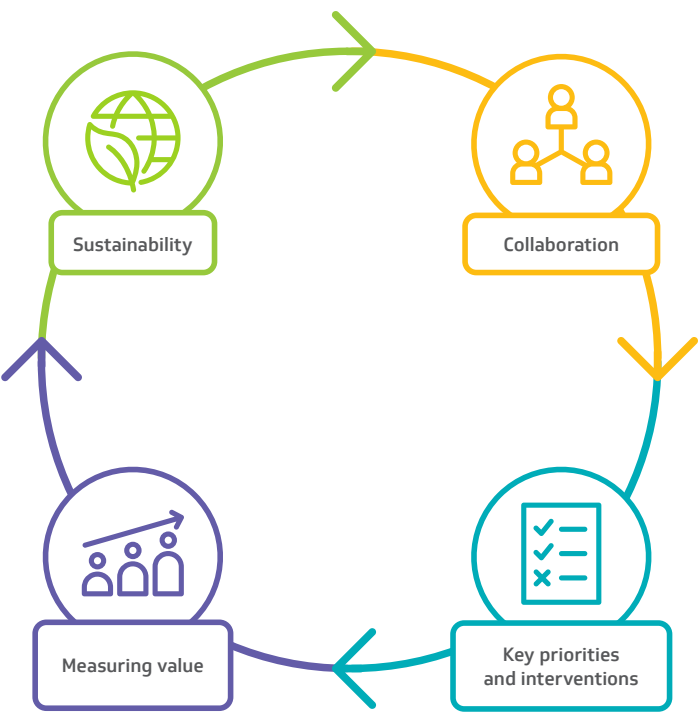 Sustainability
Collaboration
Measuring value
Key priorities
and interventions